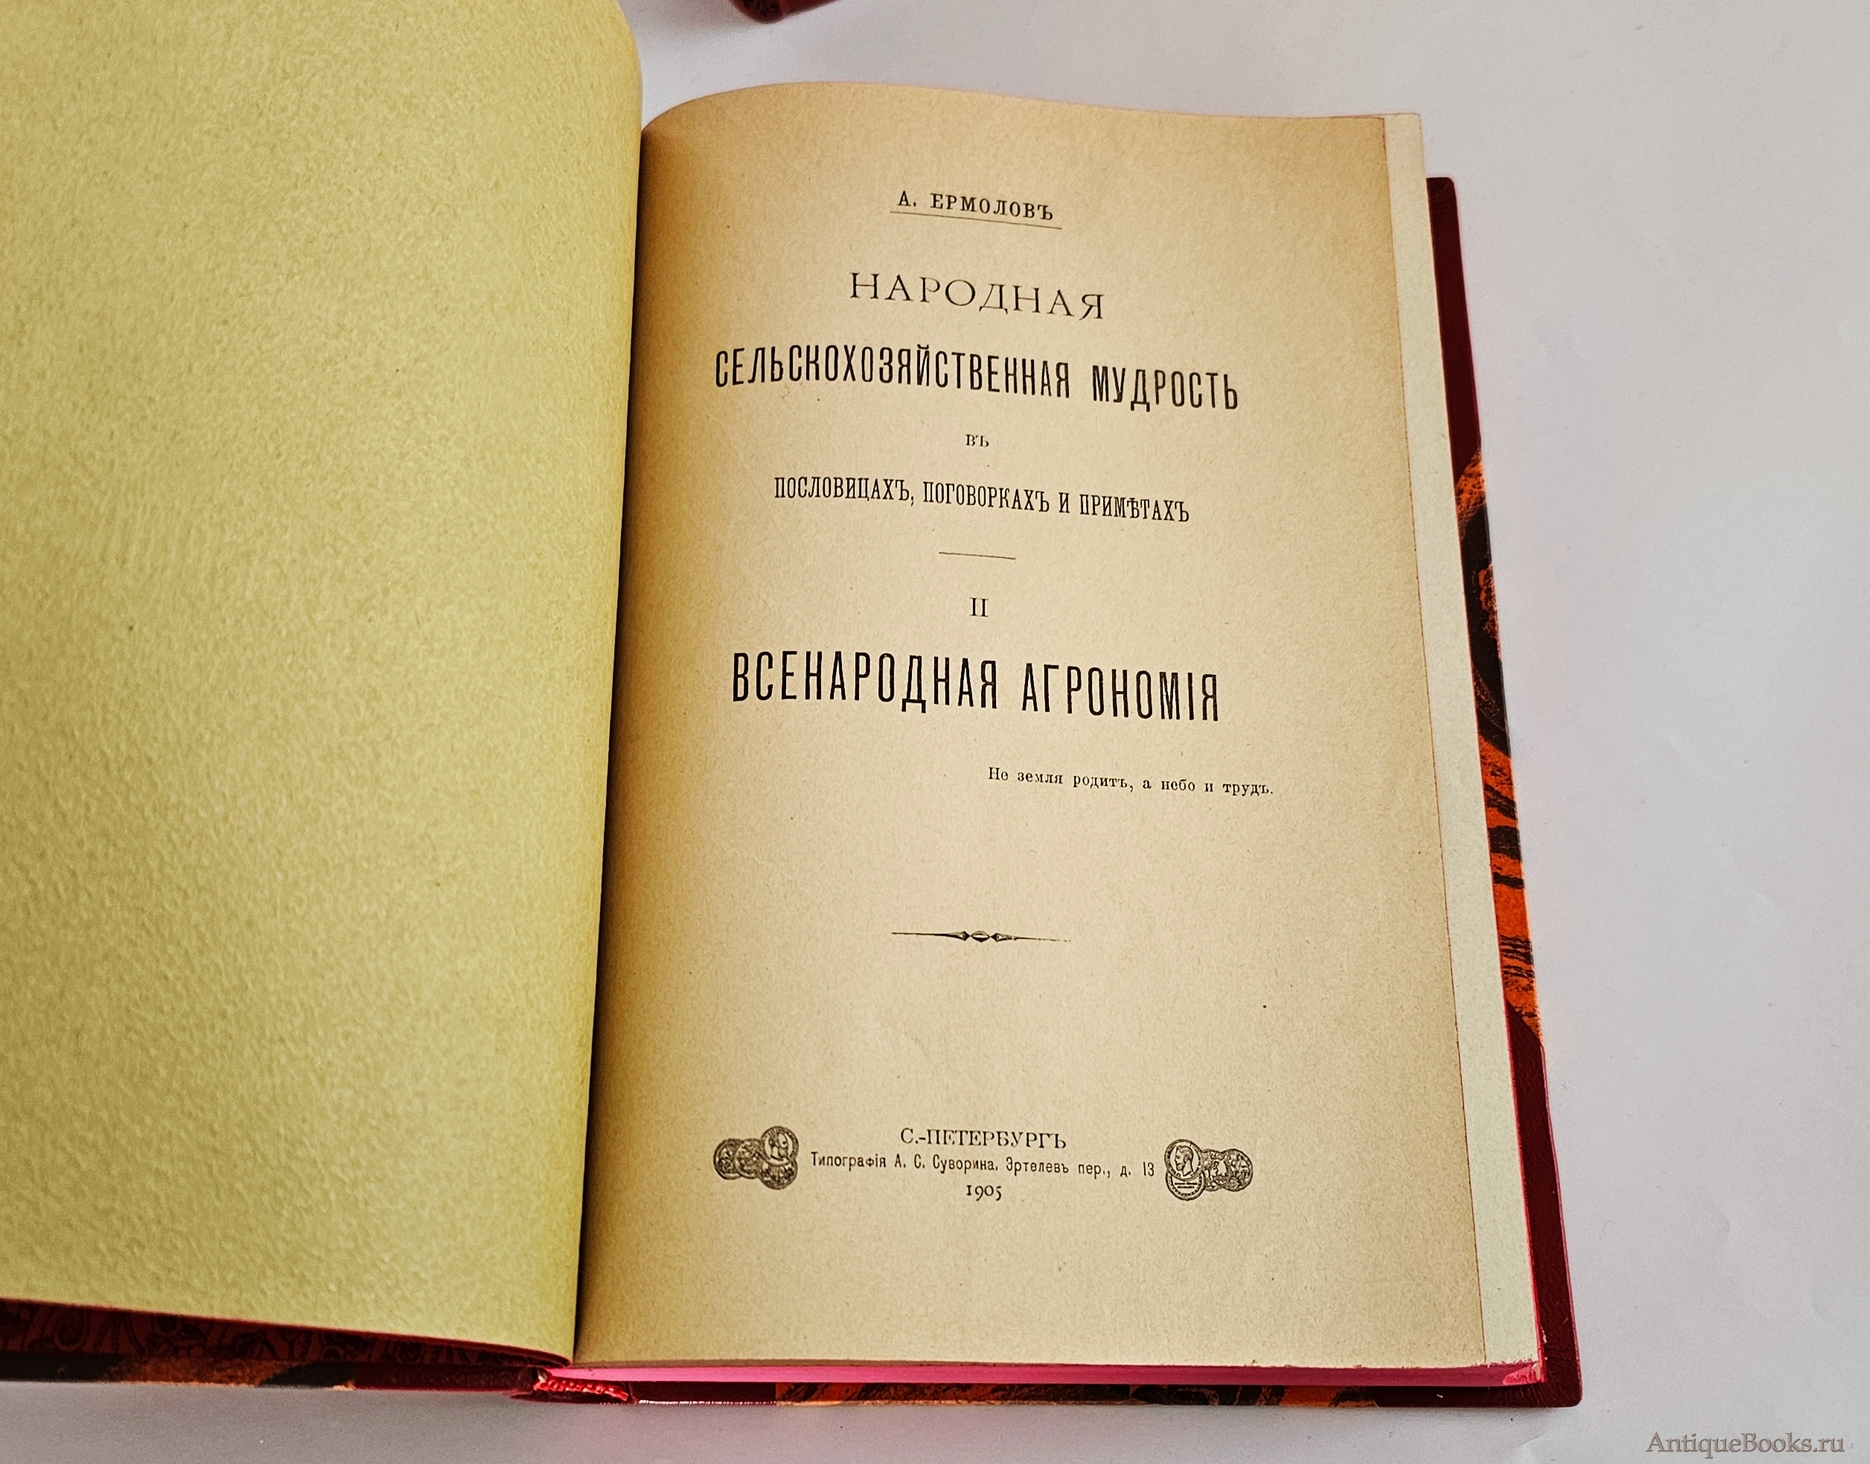 А. ЕРМОЛОВЪ
НАРОДНАЯ
СЕЛЬСКОХОЗЯЙСТВЕННАЯ МУДРОСТЬ
ВЪ
ПОСЛОВИЦАХЪ, ПОГОВОРКАХЪ И ПРИМѢТАХЪ
II
ВСЕНАРОДНАЯ АГРОНОМІЯ
Не земля родитъ, а небо и трудъ.
С.-ПЕТЕРБУРГЪ
Типографія А. С. Суворина. Эртелевъ пер., д. 13
1905
AntiqueBooks.ru